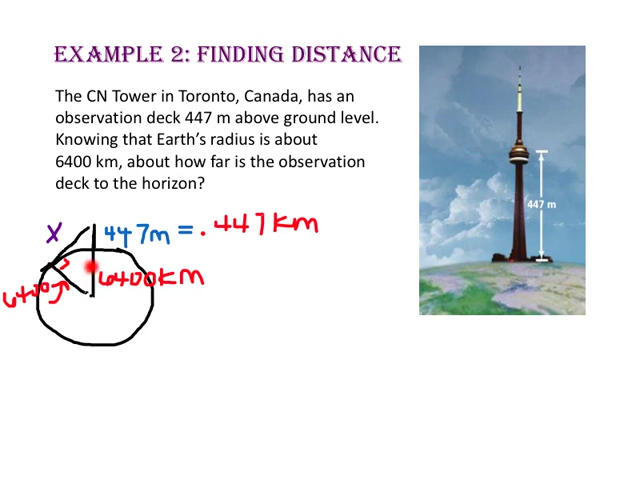 Example 2: Finding Distance
The CN Tower in Toronto, Canada, has an
observation deck 447 m above ground level.
Knowing that Earth's radius is about
6400 km, about how far is the observation
deck to the horizon?
447 m
x 447m = .447km
6400 6400km